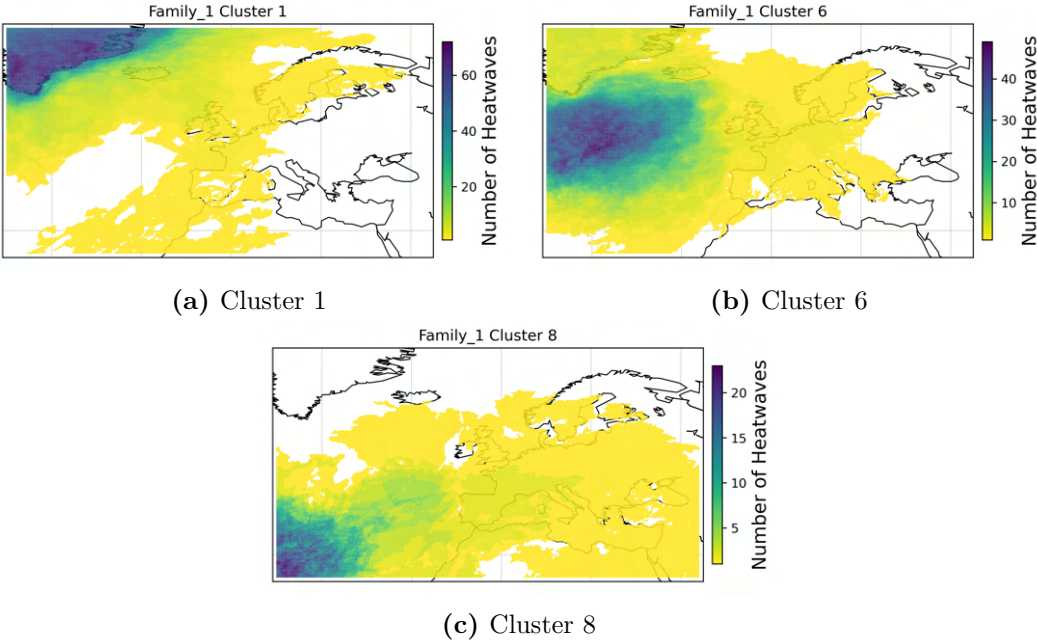 Family_1 Cluster 1
60
40
20
Number of Heatwaves
(a) Cluster 1
Family_1 Cluster 6
40
30
20
10
Number of Heatwaves
(b) Cluster 6
Family_1 Cluster 8
20
15
10
5
Number of Heatwaves
(c) Cluster 8